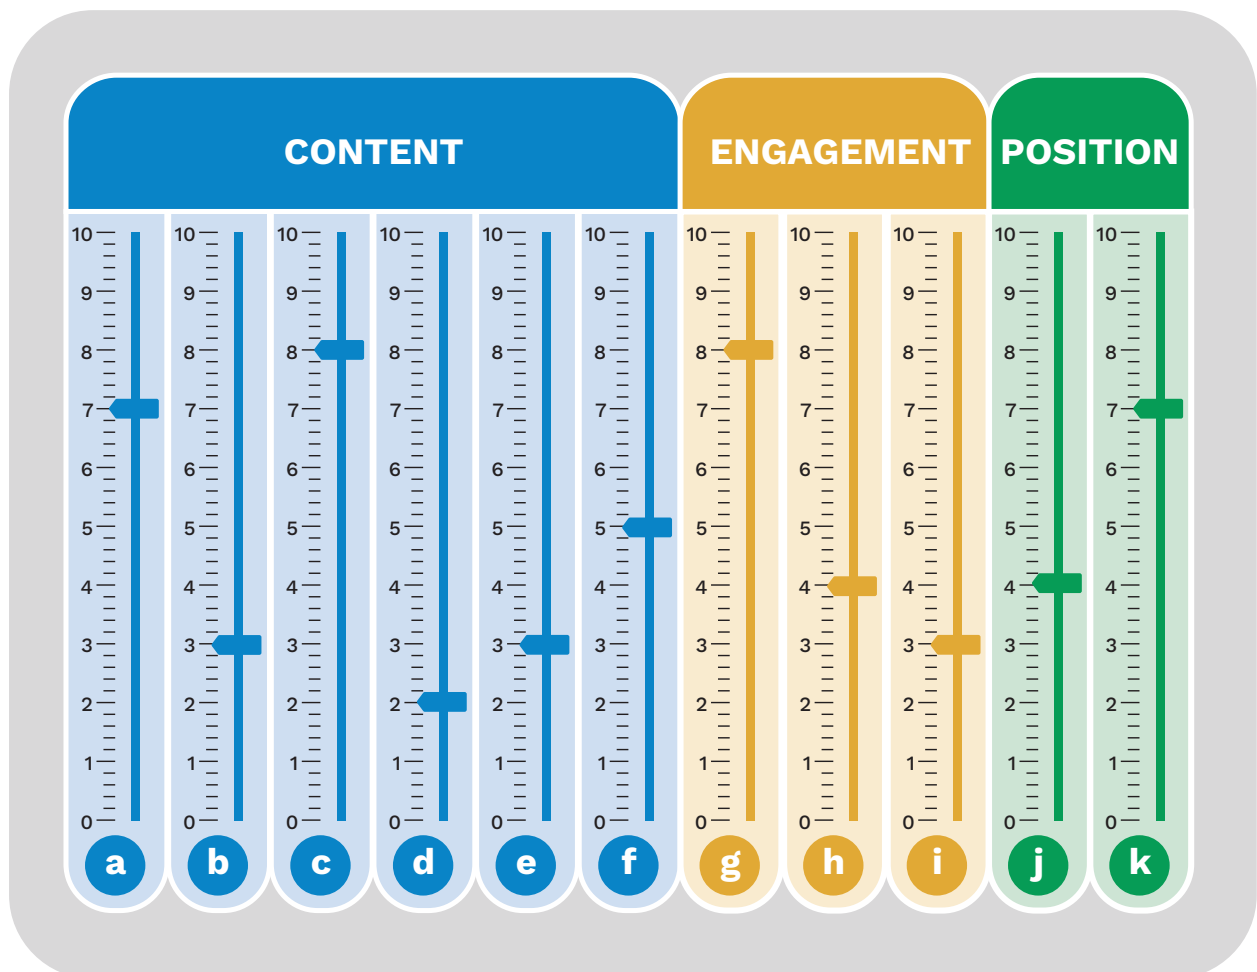 CONTENT ENGAGEMENT POSITION
10 10 10 10 10 10 10 10 10 10 10
9 9 9 9 9 9 9 9 9 9 9
8 8 8 8 8 8 8 8 8 8 8
7 7 7 7 7 7 7 7 7 7 7
6 6 6 6 6 6 6 6 6 6 6
5 5 5 5 5 5 5 5 5 5 5
4 4 4 4 4 4 4 4 4 4 4
3 3 3 3 3 3 3 3 3 3 3
2 2 2 2 2 2 2 2 2 2 2
1 1 1 1 1 1 1 1 1 1 1
0 0 0 0 0 0 0 0 0 0 0
a b c d e f g h i j k